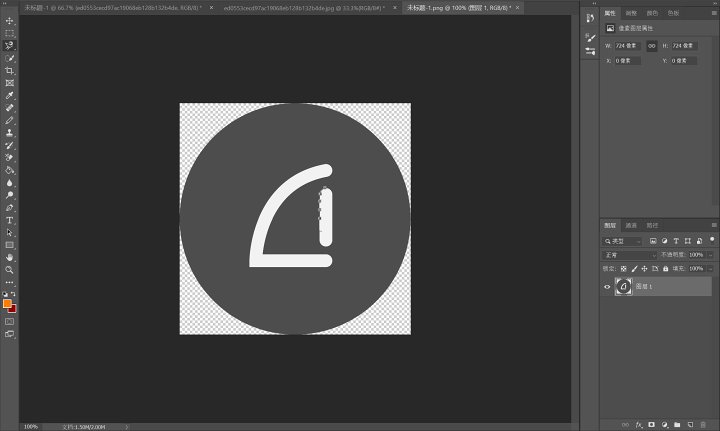 未标题-1 @ 66.7% (ed0553cecd97ac19068eb128b132b4de, RGB/8) * ×
ed0553cecd97ac19068eb128b132b4de.jpg @ 33.3%(RGB/8#) * ×
未标题-1.png @ 100% (图层 1, RGB/8) * ×
属性 调整 颜色 色板
像素图层属性
W: 724 像素 H: 724 像素
X: 0 像素 Y: 0 像素
图层 通道 路径
类型
正常 不透明度: 100%
锁定: 填充: 100%
图层 1
100% 文档:1.50M/2.00M